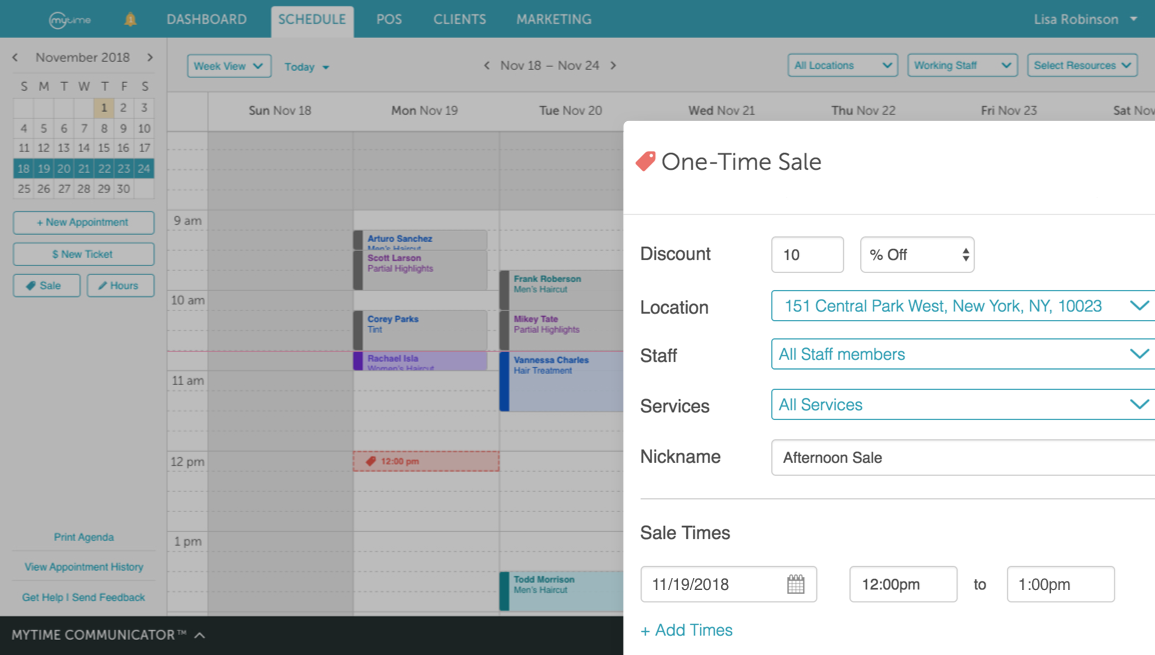 mytime DASHBOARD SCHEDULE POS CLIENTS MARKETING Lisa Robinson
November 2018
S M T W T F S
1 2 3
4 5 6 7 8 9 10
11 12 13 14 15 16 17
18 19 20 21 22 23 24
25 26 27 28 29 30
+ New Appointment
$ New Ticket
Sale Hours
Print Agenda
View Appointment History
Get Help | Send Feedback
MYTIME COMMUNICATOR™
Week View Today Nov 18 – Nov 24 All Locations Working Staff Select Resources
Sun Nov 18 Mon Nov 19 Tue Nov 20 Wed Nov 21 Thu Nov 22 Fri Nov 23 Sat Nov
9 am
10 am
11 am
12 pm
1 pm
Arturo Sanchez
Men's Haircut
Scott Larson
Partial Highlights
Corey Parks
Tint
Rachael Isla
Women's Haircut
12:00 pm
Frank Roberson
Men's Haircut
Mikey Tate
Partial Highlights
Vannessa Charles
Hair Treatment
Todd Morrison
Men's Haircut
One-Time Sale
Discount 10 % Off
Location 151 Central Park West, New York, NY, 10023
Staff All Staff members
Services All Services
Nickname Afternoon Sale
Sale Times
11/19/2018 12:00pm to 1:00pm
+ Add Times